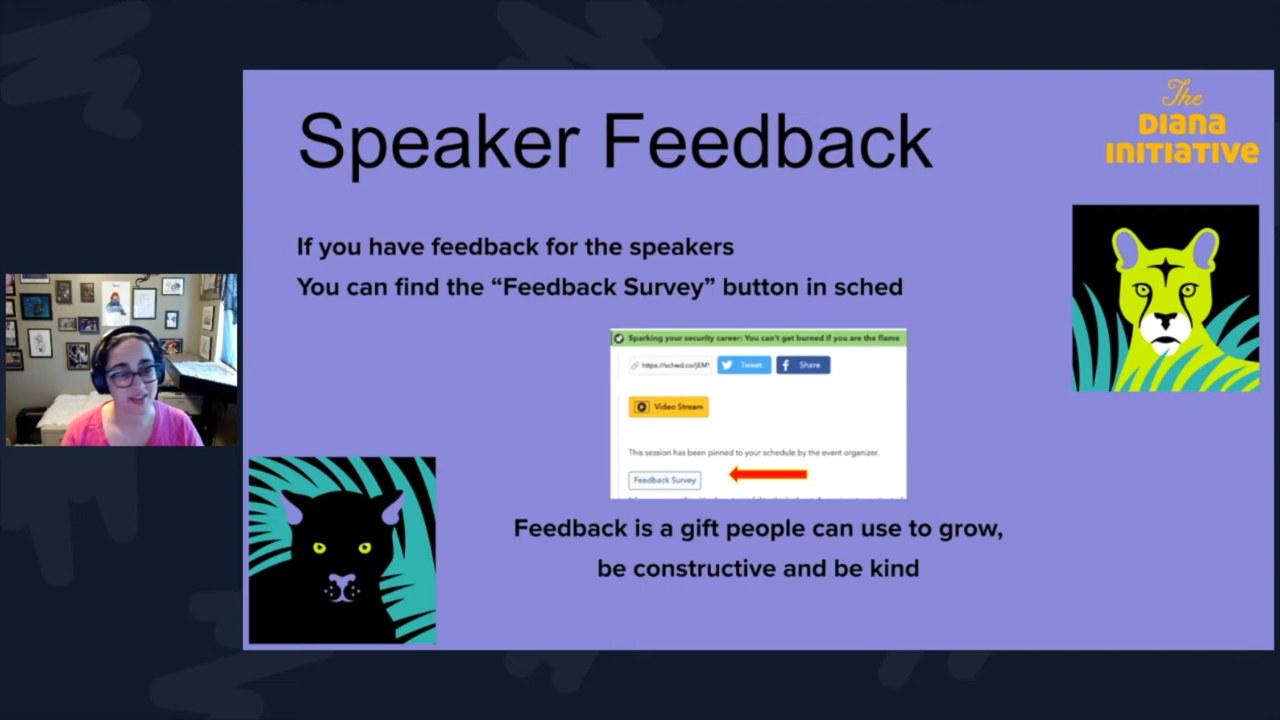 Speaker Feedback
The
DIANA
INITIATIVE
If you have feedback for the speakers
You can find the “Feedback Survey” button in sched
Sparking your security career: You can't get burned if you are the flame
https://sched.co/jEM
Tweet
Share
Video Stream
This session has been pinned to your schedule by the event organizer.
Feedback Survey
Feedback is a gift people can use to grow,
be constructive and be kind